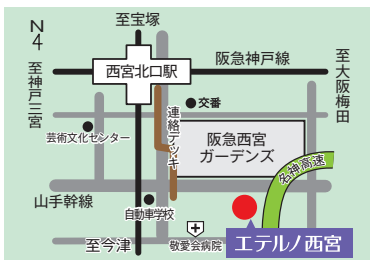 至宝塚
N
4
阪急神戸線
西宮北口駅
至神戸三宮
至大阪梅田
交番
連絡デッキ
芸術文化センター
阪急西宮
ガーデンズ
名神高速
山手幹線
自動車学校
至今津
敬愛会病院
エテルノ西宮